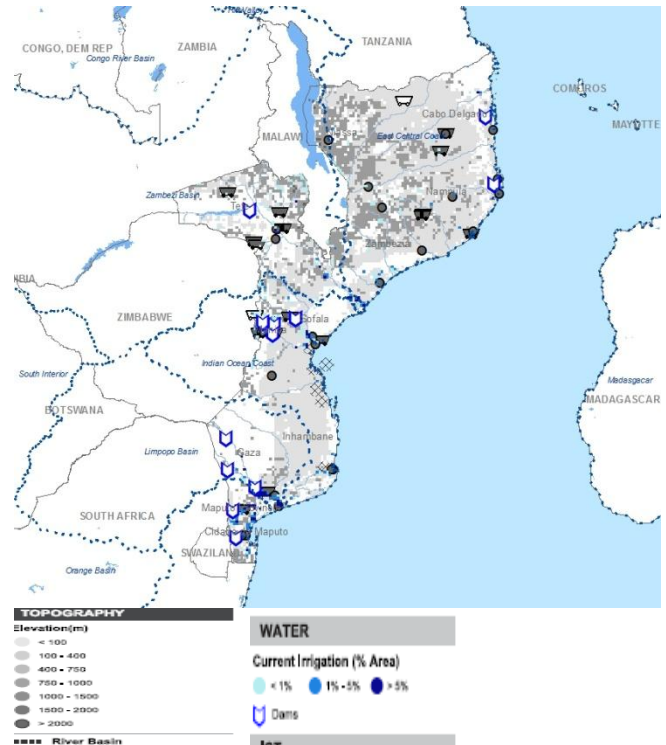 TANZANIA
CONGO, DEM REP
ZAMBIA
Congo River Basin
COMOROS
Cabo Delgado
MAYOTTE
East Central Coast
MALAWI
Nampula
Zambezi Basin
Zambezia
ZIMBABWE
Sofala
Indian Ocean Coast
South Interior
Madagascar
MADAGASCAR
BOTSWANA
Inhambane
Limpopo Basin
Gaza
SOUTH AFRICA
Cidade Maputo
SWAZILAND
Orange Basin
TOPOGRAPHY
Elevation(m)
< 100
100 - 400
400 - 750
750 - 1000
1000 - 1500
1500 - 2000
> 2000
River Basin
WATER
Current Irrigation (% Area)
< 1% 1% - 5% > 5%
Dams